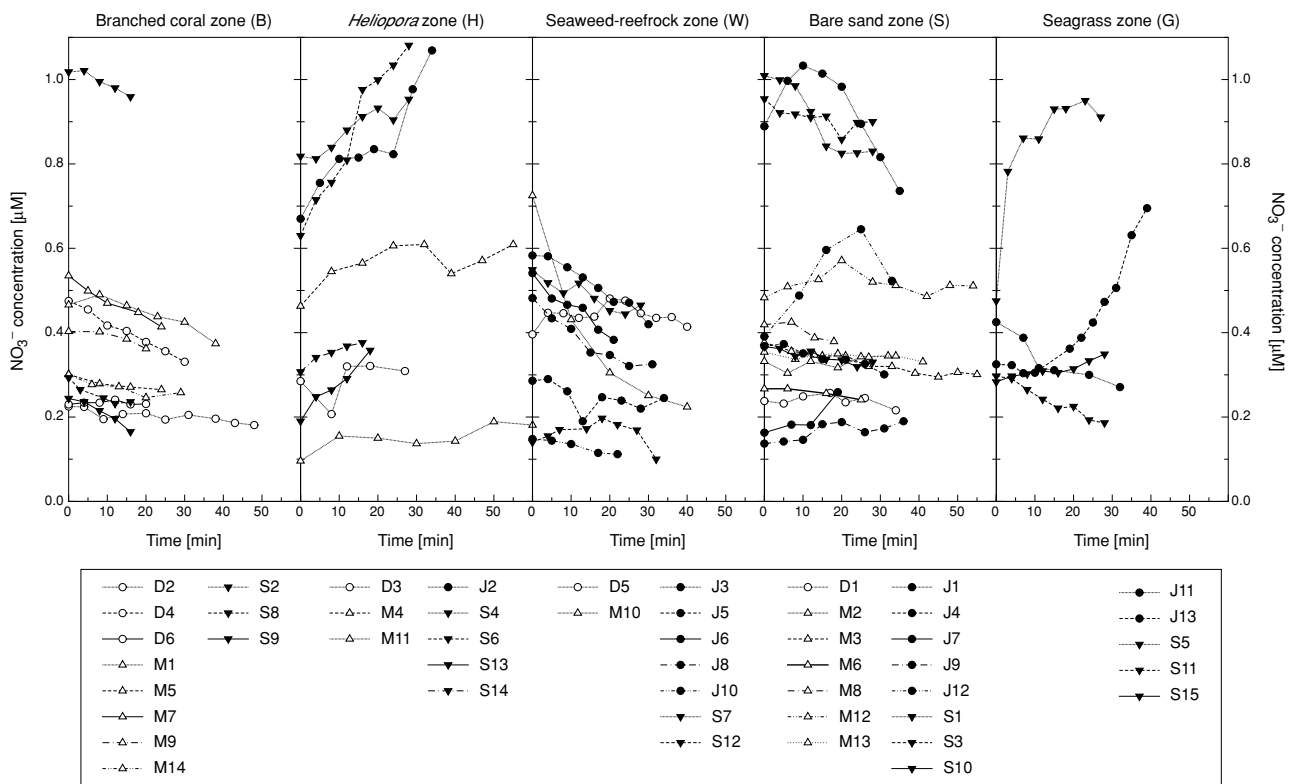 Branched coral zone (B) Heliopora zone (H) Seaweed-reefrock zone (W) Bare sand zone (S) Seagrass zone (G)
1.0 1.0
0.8 0.8
0.6 0.6
0.4 0.4
0.2 0.2
0.0 0.0
NO₃⁻ concentration [µM]
NO₃⁻ concentration [µM]
0 10 20 30 40 50 0 10 20 30 40 50 0 10 20 30 40 50 0 10 20 30 40 50 0 10 20 30 40 50
Time [min] Time [min] Time [min] Time [min] Time [min]
D2 S2 D3 J2 D5 J3 D1 J1 J11
D4 S8 M4 S4 M10 J5 M2 J4 J13
D6 S9 M11 S6 J6 M3 J7 S5
M1 S13 J8 M6 J9 S11
M5 S14 J10 M8 J12 S15
M7 S7 M12 S1
M9 S12 M13 S3
M14 S10